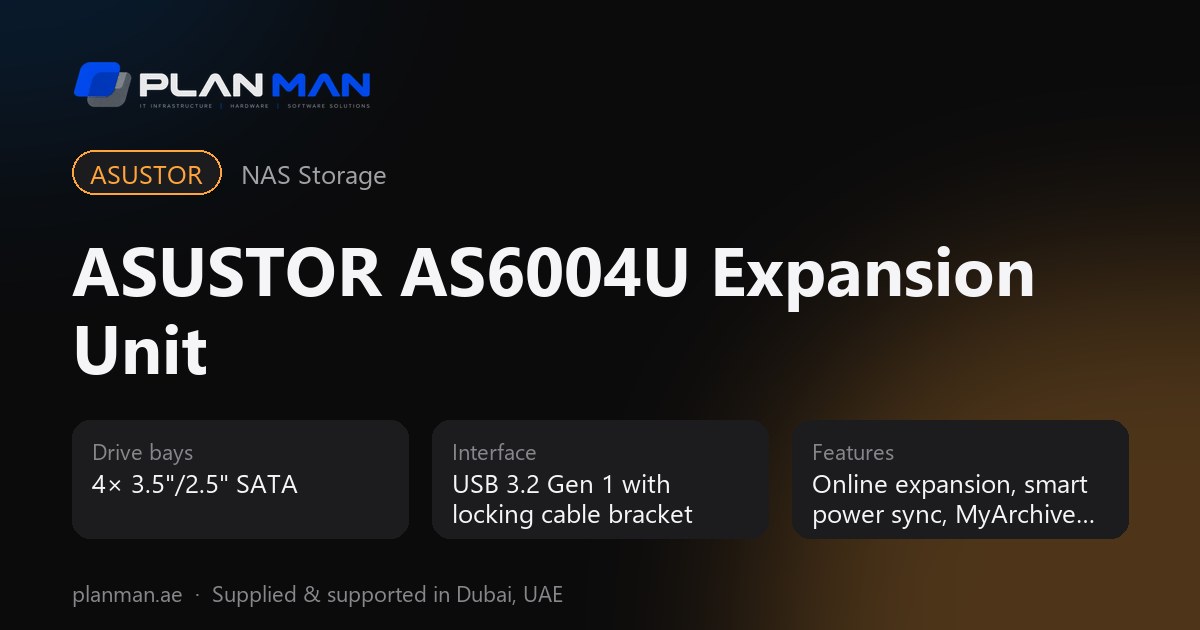 PLAN MAN
IT INFRASTRUCTURE | HARDWARE | SOFTWARE SOLUTIONS
ASUSTOR NAS Storage
ASUSTOR AS6004U Expansion
Unit
Drive bays
4× 3.5"/2.5" SATA
Interface
USB 3.2 Gen 1 with
locking cable bracket
Features
Online expansion, smart
power sync, MyArchive...
planman.ae · Supplied & supported in Dubai, UAE